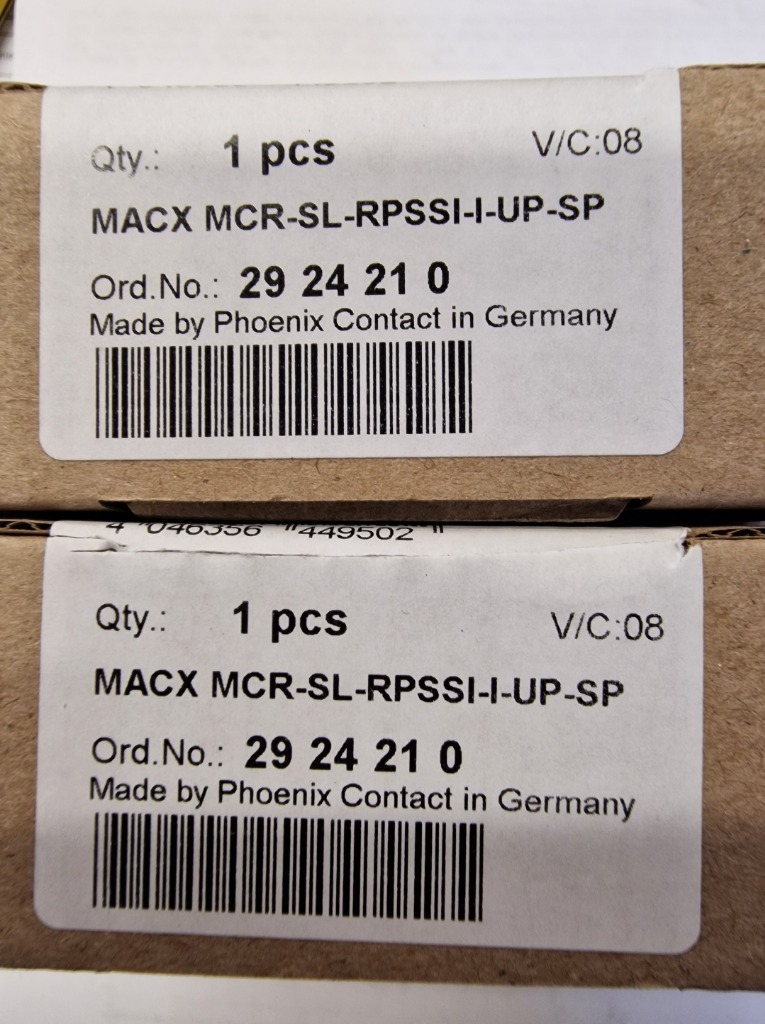 Qty.: 1 pcs V/C:08
MACX MCR-SL-RPSSI-I-UP-SP
Ord.No.: 29 24 21 0
Made by Phoenix Contact in Germany
4 046356 449502
Qty.: 1 pcs V/C:08
MACX MCR-SL-RPSSI-I-UP-SP
Ord.No.: 29 24 21 0
Made by Phoenix Contact in Germany